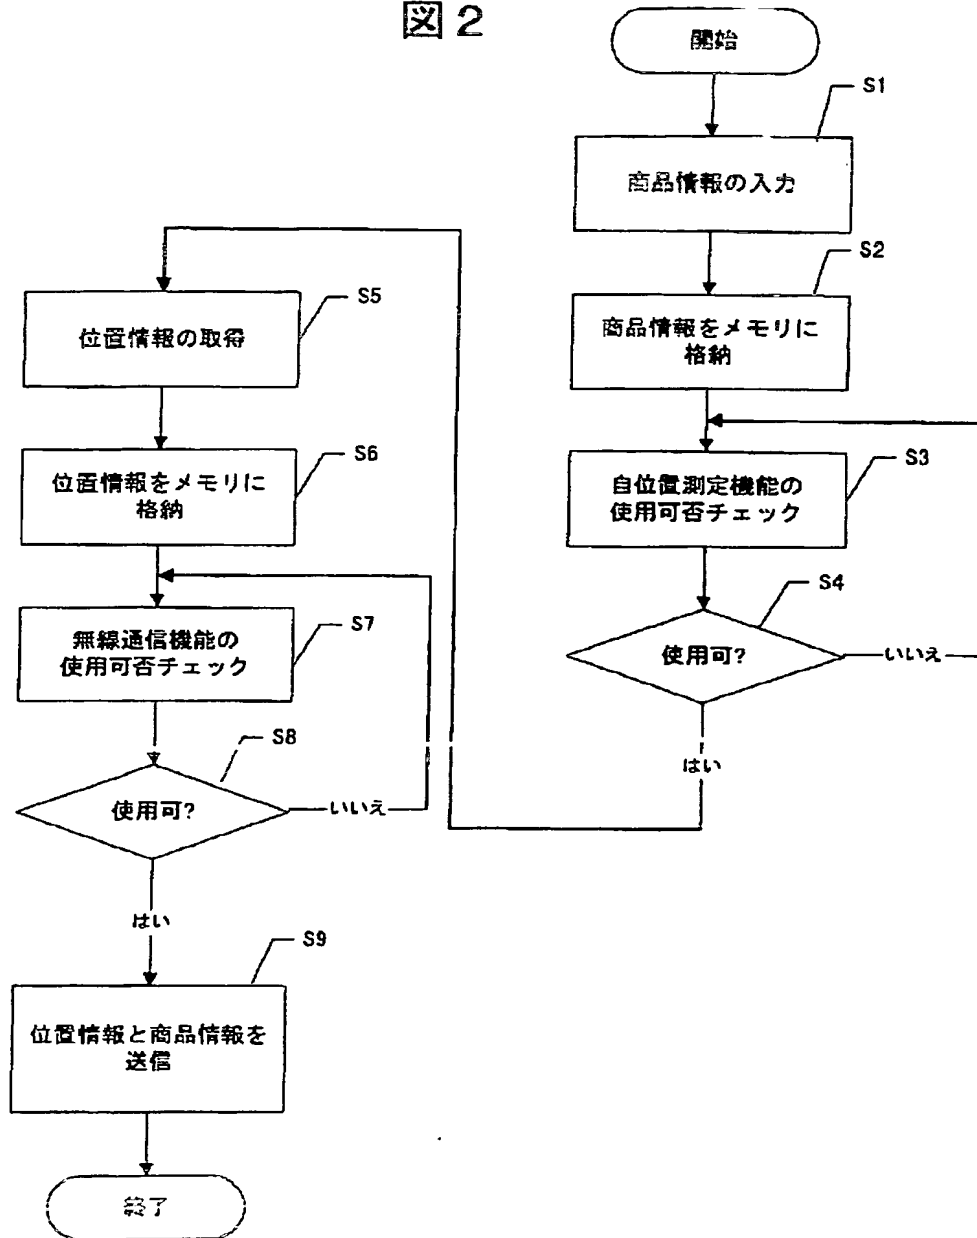 図2
開始
S1
商品情報の入力
S2
商品情報をメモリに
格納
S3
自位置測定機能の
使用可否チェック
S4
使用可?
いいえ
はい
S5
位置情報の取得
S6
位置情報をメモリに
格納
S7
無線通信機能の
使用可否チェック
S8
使用可?
いいえ
はい
S9
位置情報と商品情報を
送信
終了